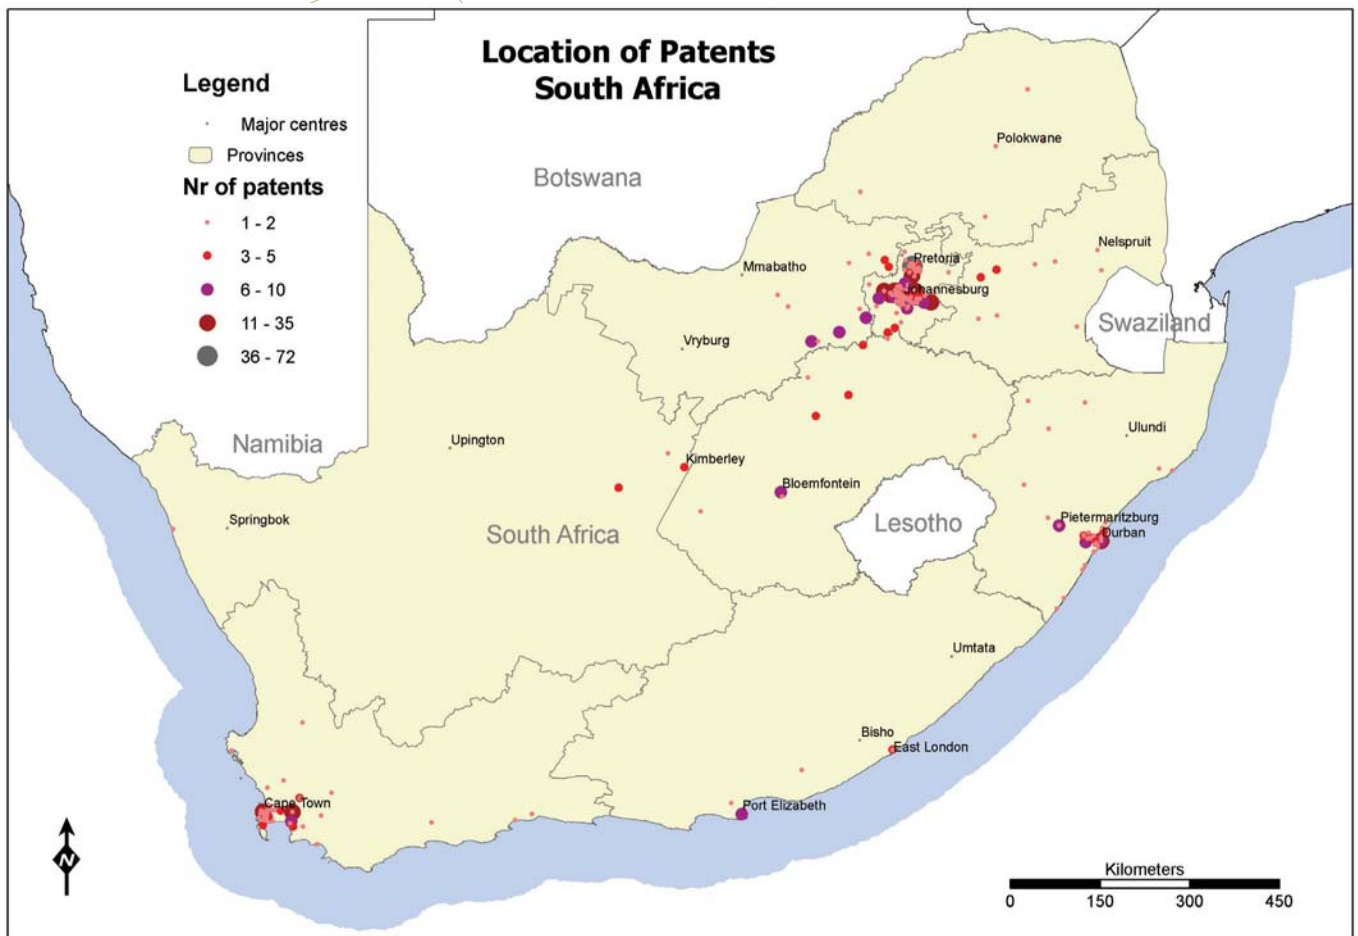 Location of Patents
South Africa
Legend
Major centres
Provinces
Nr of patents
1 - 2
3 - 5
6 - 10
11 - 35
36 - 72
Botswana
Polokwane
Nelspruit
Pretoria
Mmabatho
Johannesburg
Swaziland
Vryburg
Namibia
Upington
Ulundi
Kimberley
Bloemfontein
Springbok
South Africa
Lesotho
Pietermaritzburg
Durban
Umtata
Bisho
East London
Cape Town
Port Elizabeth
N
Kilometers
0 150 300 450